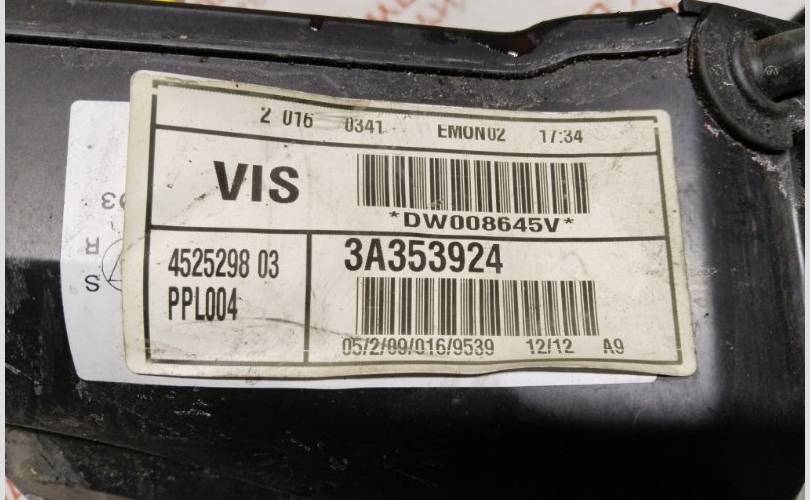 2 016 0341 EMON02 17:34
VIS
*DW008645V*
4525298 03
PPL004
3A353924
05/2/09/016/9539 12/12 A9
03
R
S